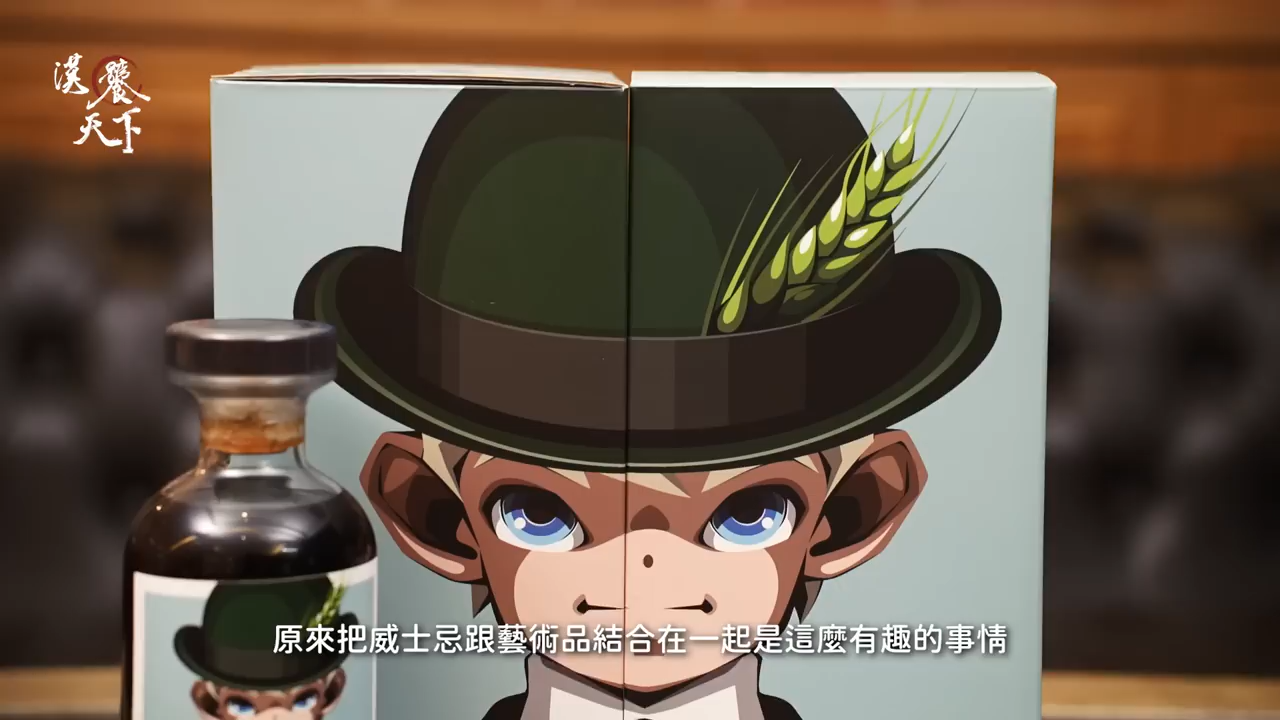 漢饕
天下
原來把威士忌跟藝術品結合在一起是這麼有趣的事情